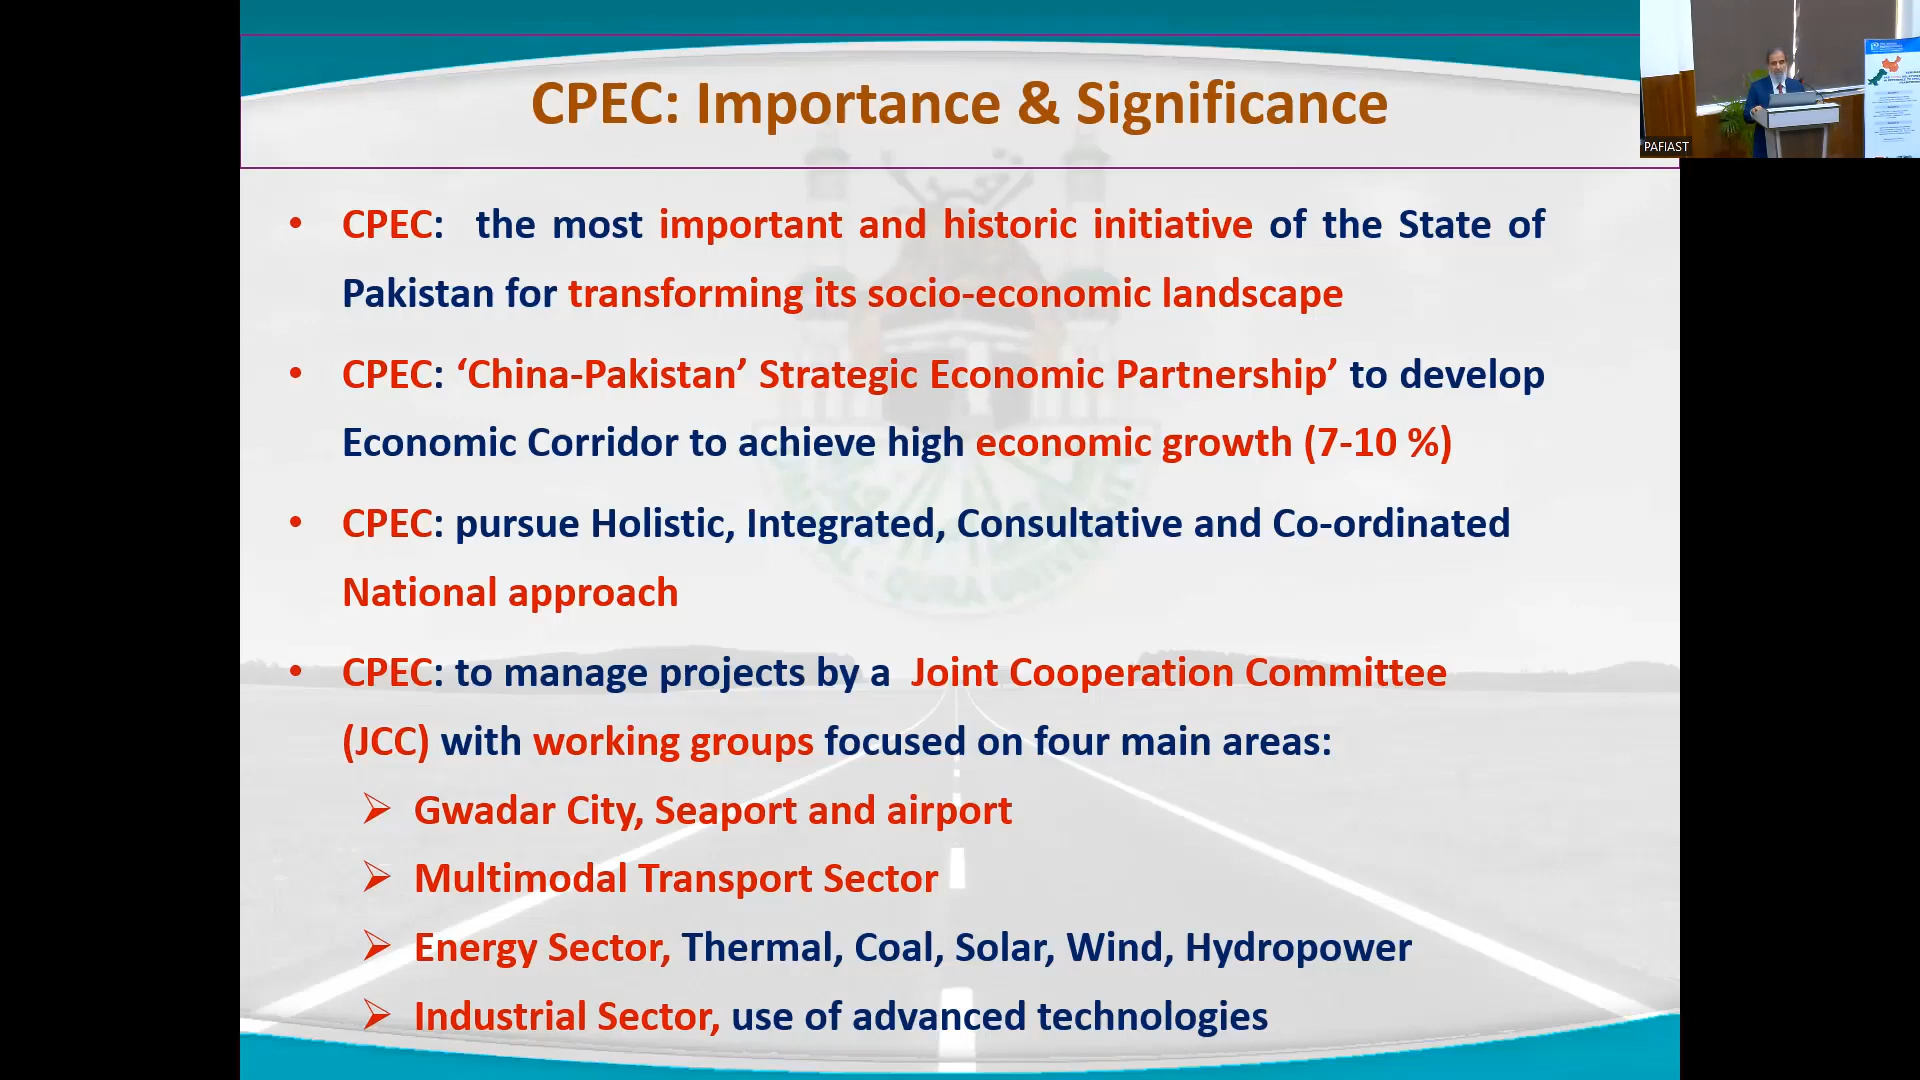 CPEC: Importance & Significance
PAFIAST
• CPEC: the most important and historic initiative of the State of
Pakistan for transforming its socio-economic landscape
• CPEC: ‘China-Pakistan’ Strategic Economic Partnership’ to develop
Economic Corridor to achieve high economic growth (7-10 %)
• CPEC: pursue Holistic, Integrated, Consultative and Co-ordinated
National approach
• CPEC: to manage projects by a Joint Cooperation Committee
(JCC) with working groups focused on four main areas:
➢ Gwadar City, Seaport and airport
➢ Multimodal Transport Sector
➢ Energy Sector, Thermal, Coal, Solar, Wind, Hydropower
➢ Industrial Sector, use of advanced technologies